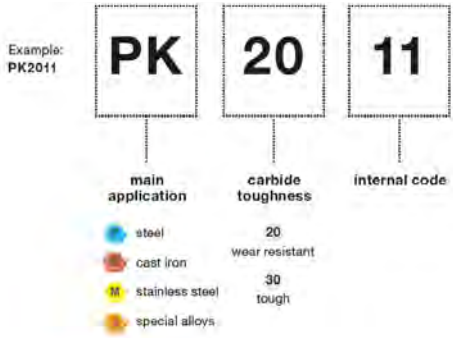 Example:
PK2011
PK
20
11
main
application
carbide
toughness
internal code
steel
cast iron
M stainless steel
special alloys
20
wear resistant
30
tough